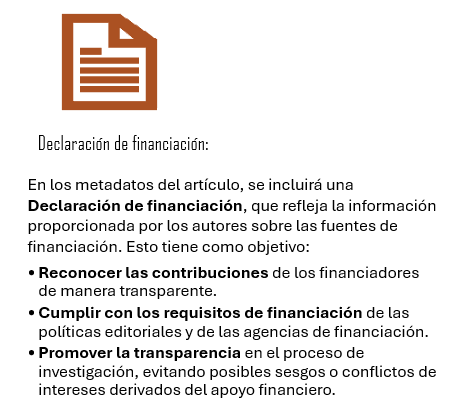 Declaración de financiación:
En los metadatos del artículo, se incluirá una
Declaración de financiación, que refleja la información
proporcionada por los autores sobre las fuentes de
financiación. Esto tiene como objetivo:
• Reconocer las contribuciones de los financiadores
de manera transparente.
• Cumplir con los requisitos de financiación de las
políticas editoriales y de las agencias de financiación.
• Promover la transparencia en el proceso de
investigación, evitando posibles sesgos o conflictos de
intereses derivados del apoyo financiero.